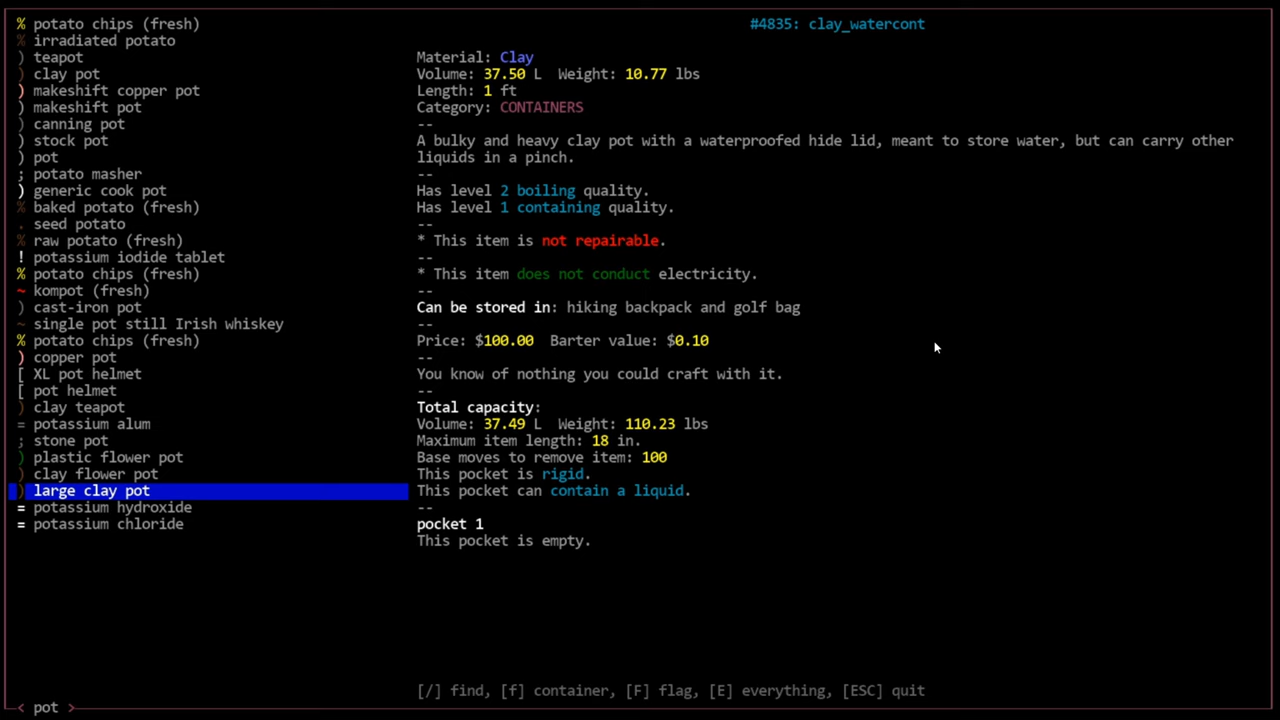 % potato chips (fresh)
% irradiated potato
) teapot
) clay pot
) makeshift copper pot
) makeshift pot
) canning pot
) stock pot
) pot
; potato masher
) generic cook pot
% baked potato (fresh)
. seed potato
% raw potato (fresh)
! potassium iodide tablet
% potato chips (fresh)
~ kompot (fresh)
) cast-iron pot
~ single pot still Irish whiskey
% potato chips (fresh)
) copper pot
[ XL pot helmet
[ pot helmet
) clay teapot
= potassium alum
; stone pot
) plastic flower pot
) clay flower pot
) large clay pot
= potassium hydroxide
= potassium chloride
< pot >
#4835: clay_watercont
Material: Clay
Volume: 37.50 L  Weight: 10.77 lbs
Length: 1 ft
Category: CONTAINERS
--
A bulky and heavy clay pot with a waterproofed hide lid, meant to store water, but can carry other
liquids in a pinch.
--
Has level 2 boiling quality.
Has level 1 containing quality.
--
* This item is not repairable.
--
* This item does not conduct electricity.
--
Can be stored in: hiking backpack and golf bag
--
Price: $100.00  Barter value: $0.10
--
You know of nothing you could craft with it.
--
Total capacity:
Volume: 37.49 L  Weight: 110.23 lbs
Maximum item length: 18 in.
Base moves to remove item: 100
This pocket is rigid.
This pocket can contain a liquid.
--
pocket 1
This pocket is empty.
[/] find, [f] container, [F] flag, [E] everything, [ESC] quit